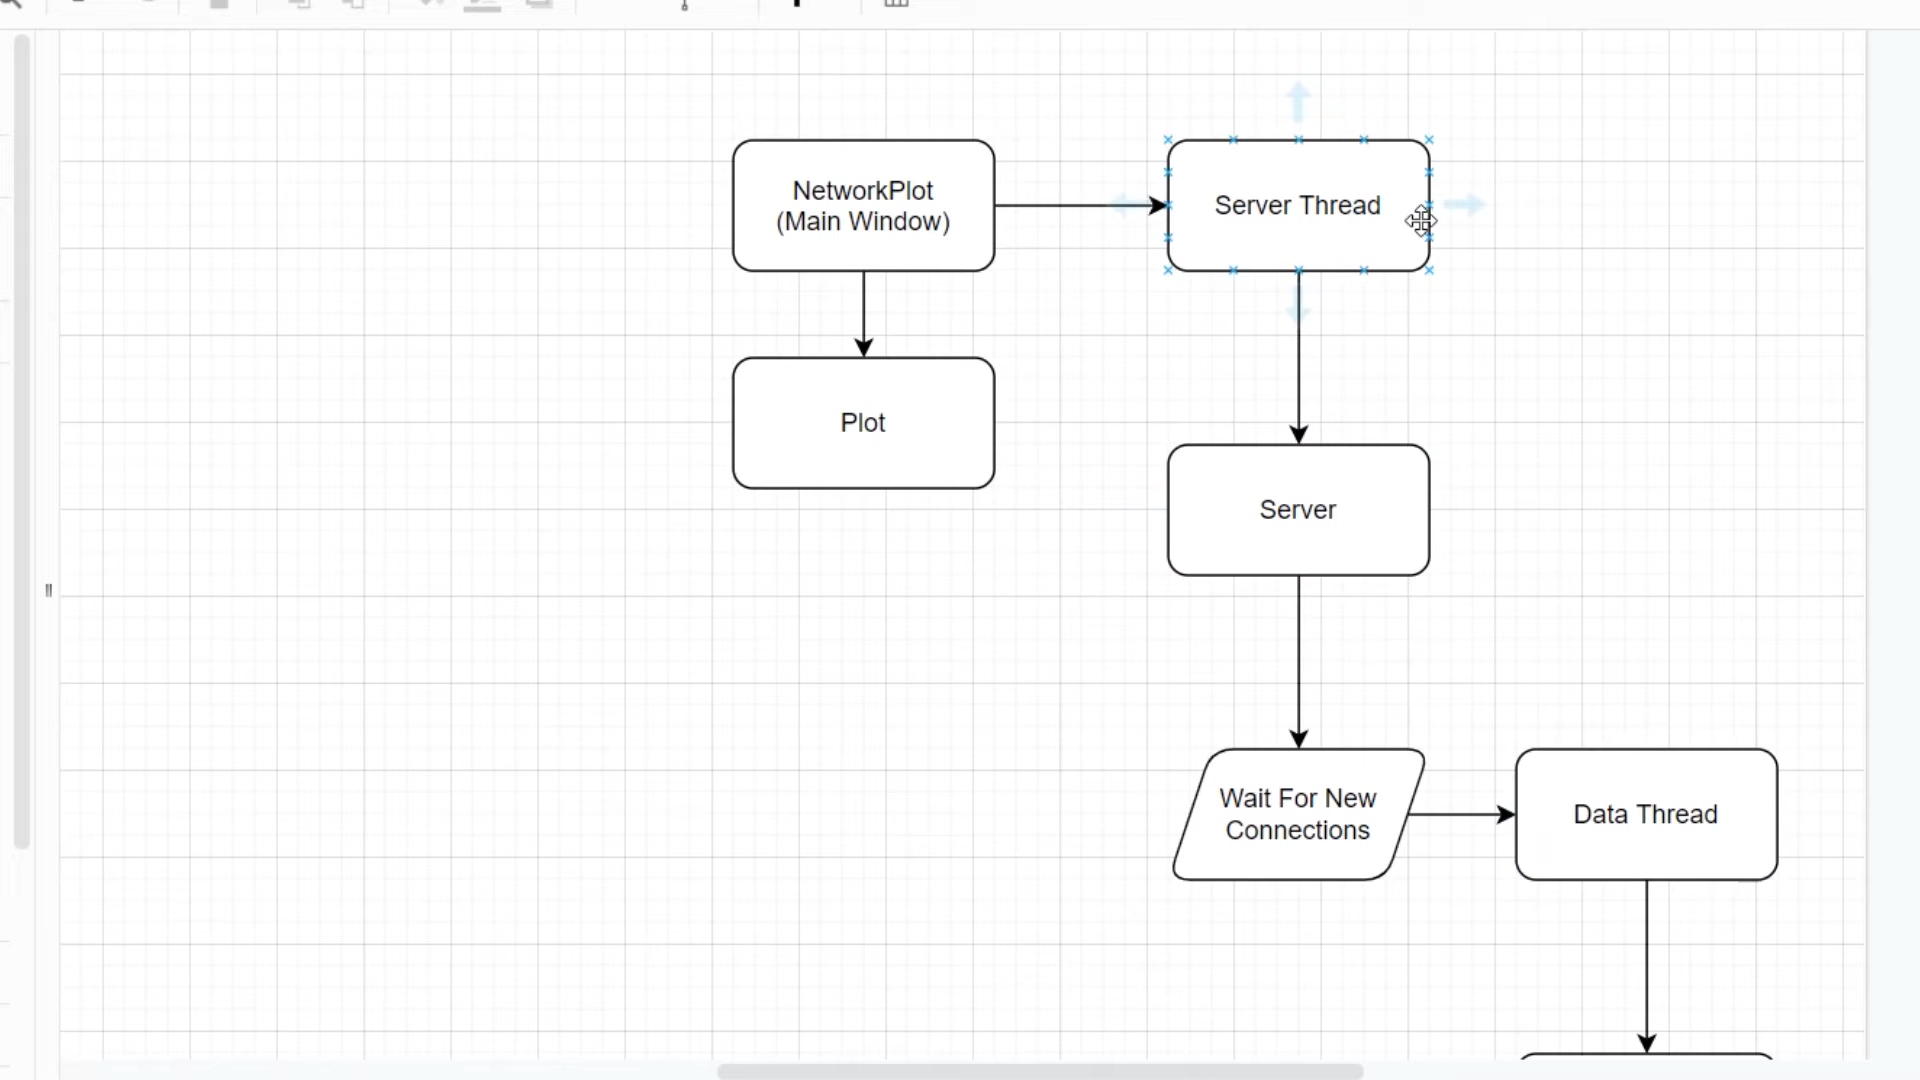 NetworkPlot
(Main Window)
Server Thread
Plot
Server
Wait For New
Connections
Data Thread